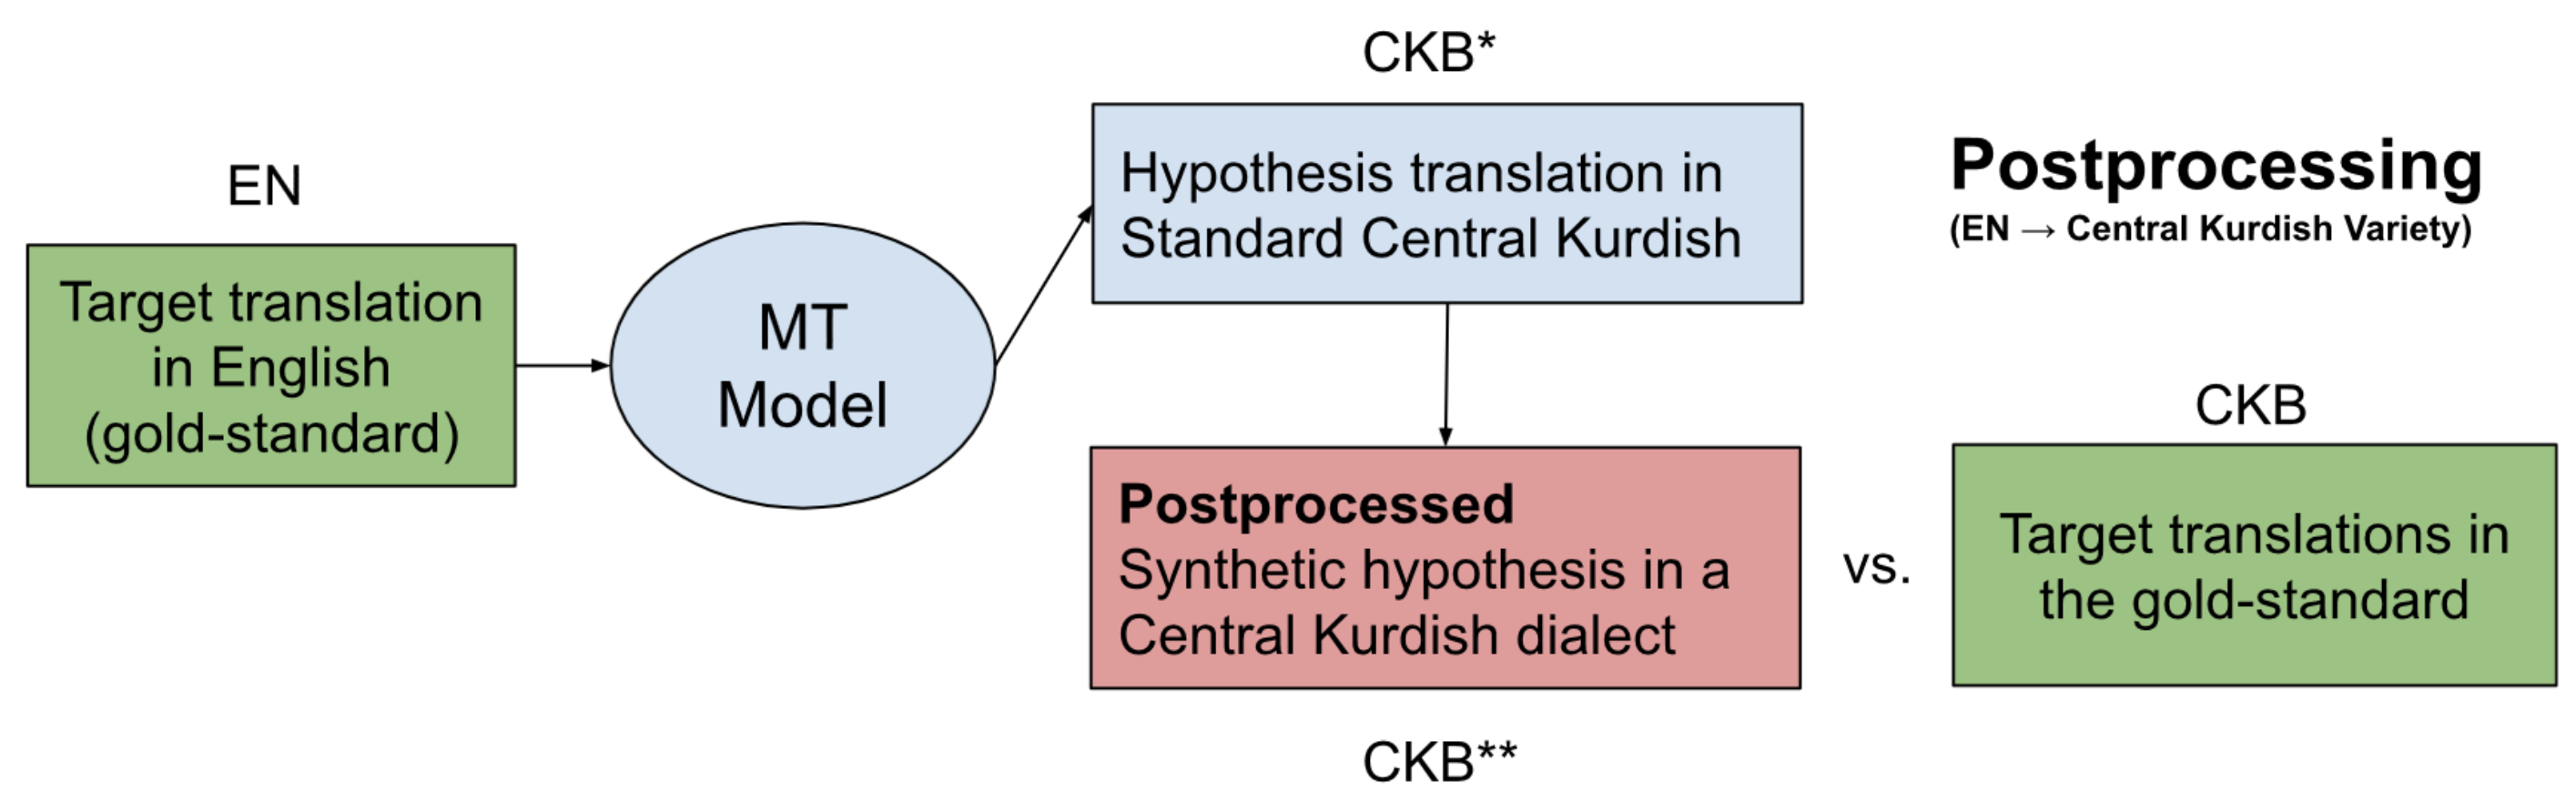 EN
Target translation
in English
(gold-standard)
MT
Model
CKB*
Hypothesis translation in
Standard Central Kurdish
Postprocessed
Synthetic hypothesis in a
Central Kurdish dialect
CKB**
vs.
Postprocessing
(EN → Central Kurdish Variety)
CKB
Target translations in
the gold-standard